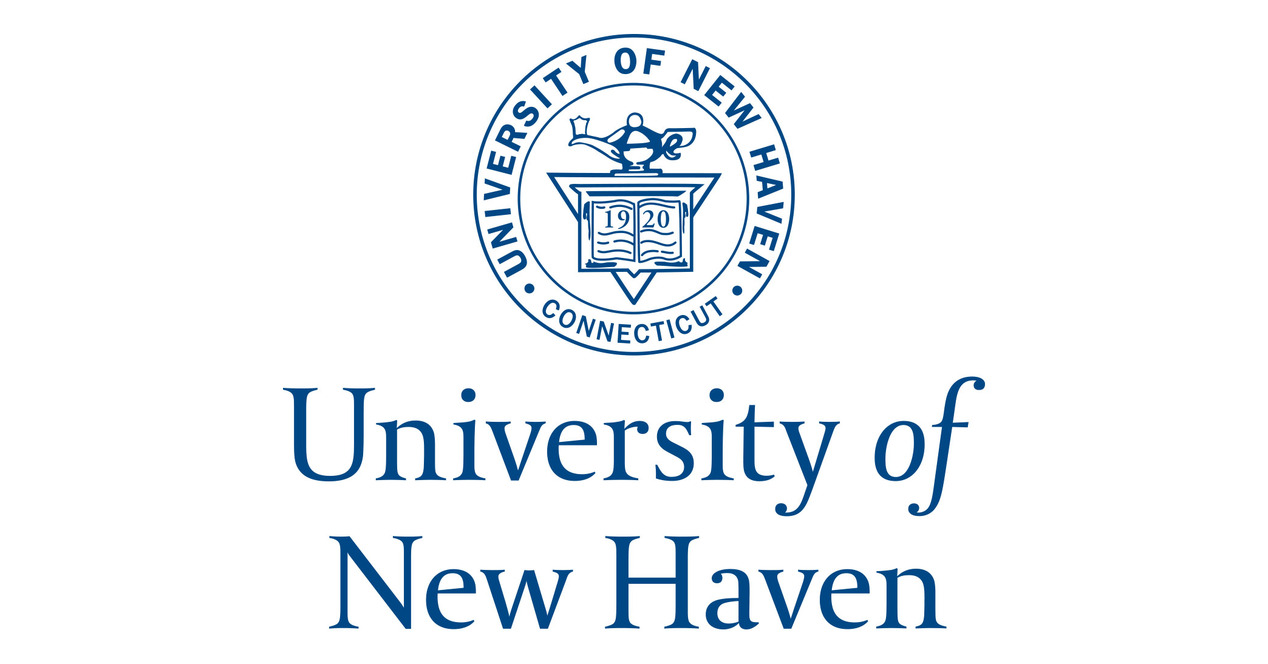 UNIVERSITY OF NEW HAVEN
19 20
• CONNECTICUT •
University of
New Haven